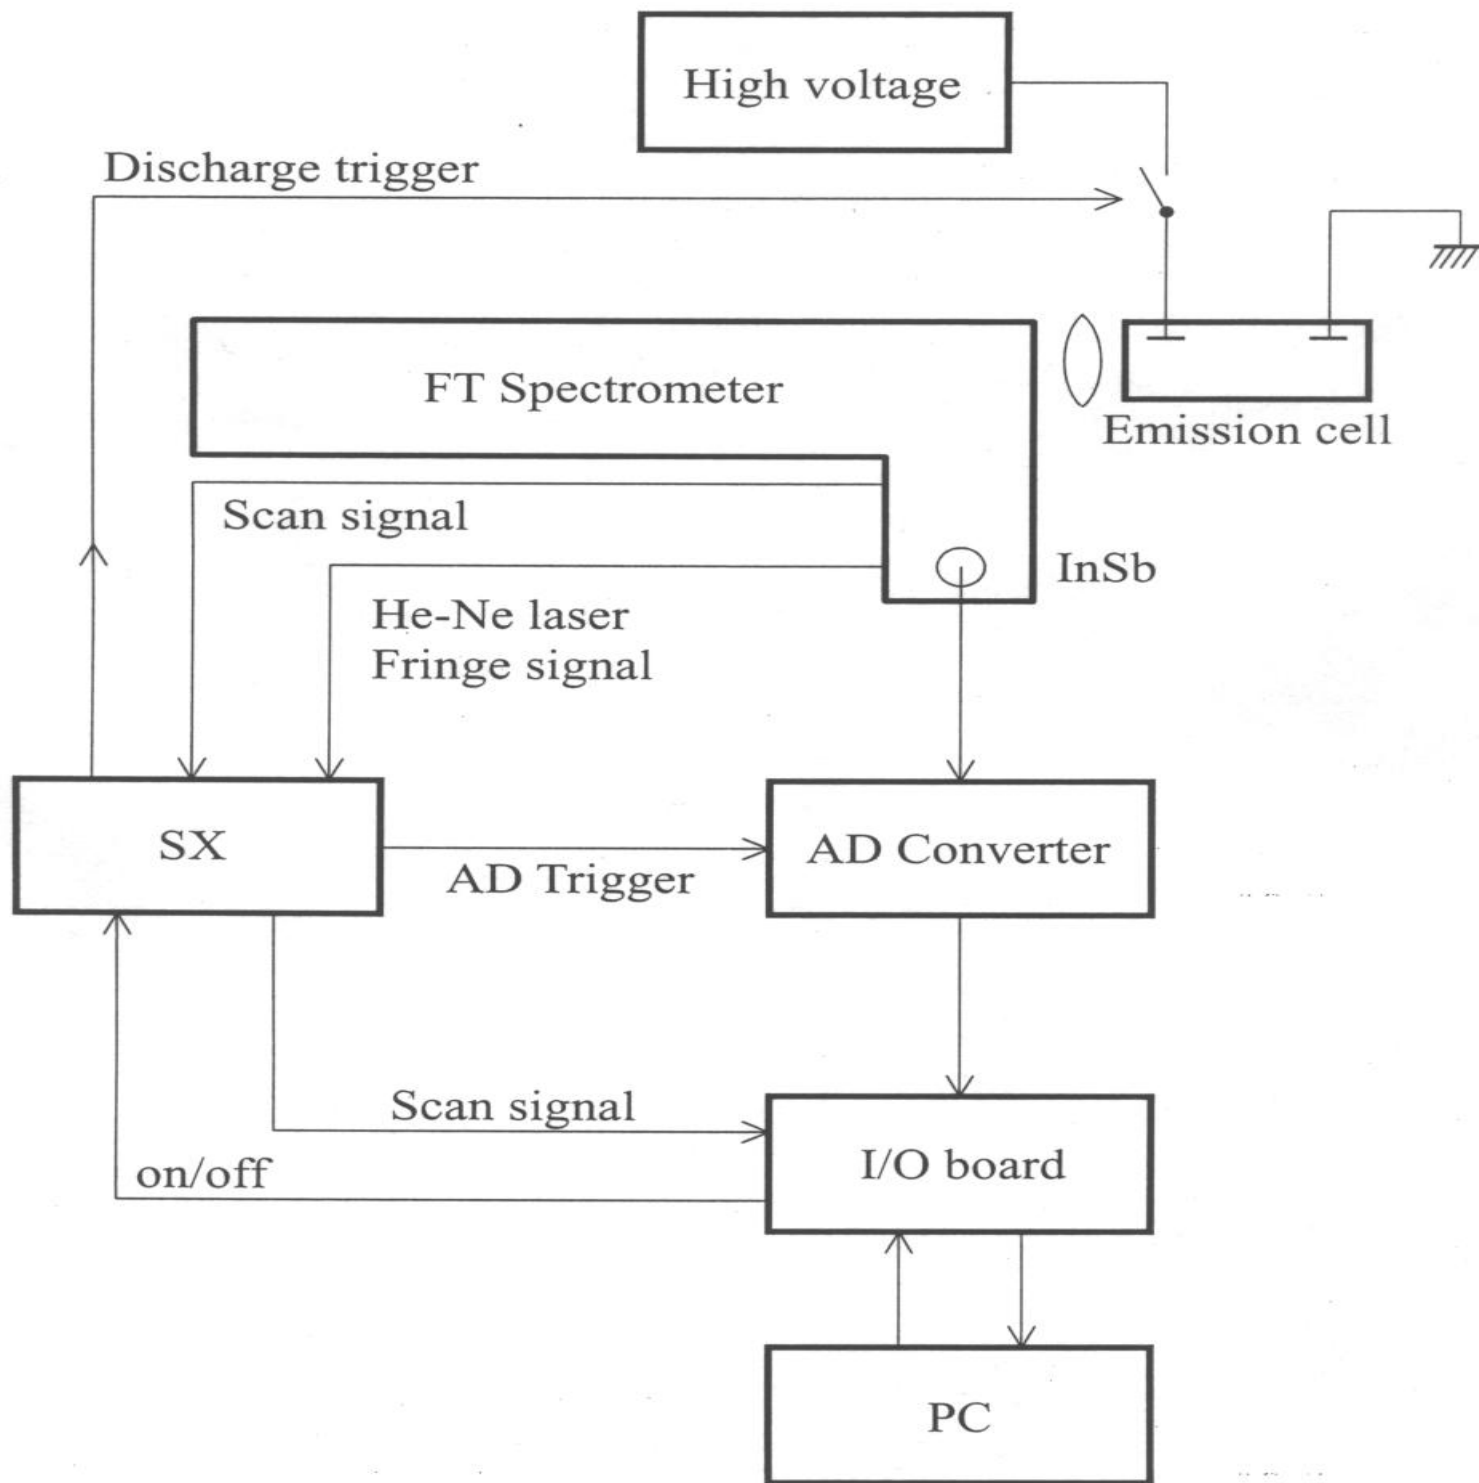 High voltage
Discharge trigger
FT Spectrometer
Emission cell
Scan signal
InSb
He-Ne laser
Fringe signal
SX
AD Trigger
AD Converter
Scan signal
on/off
I/O board
PC